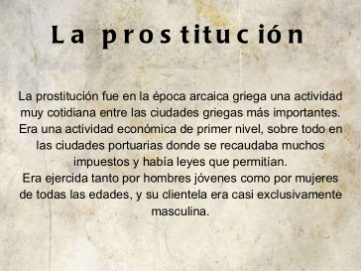 La prostitución
La prostitución fue en la época arcaica griega una actividad
muy cotidiana entre las ciudades griegas más importantes.
Era una actividad económica de primer nivel, sobre todo en
las ciudades portuarias donde se recaudaba muchos
impuestos y había leyes que permitían.
Era ejercida tanto por hombres jóvenes como por mujeres
de todas las edades, y su clientela era casi exclusivamente
masculina.